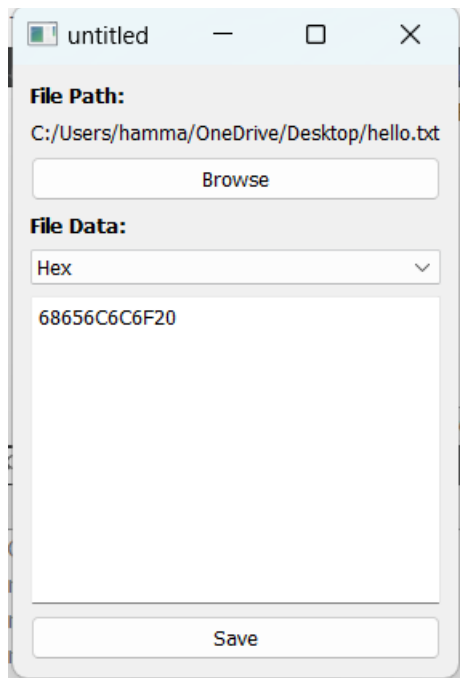 untitled
File Path:
C:/Users/hamma/OneDrive/Desktop/hello.txt
Browse
File Data:
Hex
68656C6C6F20
Save